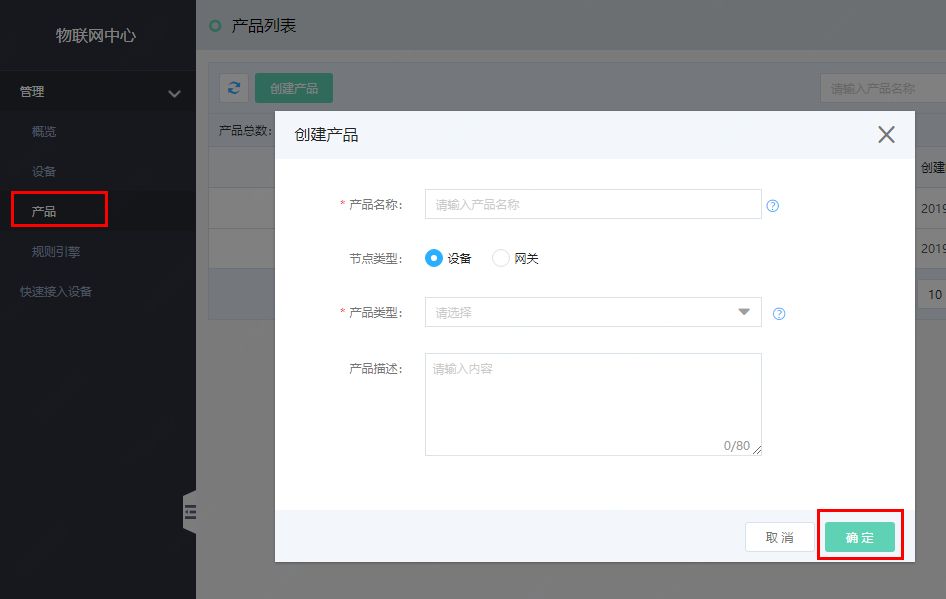 物联网中心
管理
概览
设备
产品
规则引擎
快速接入设备
产品列表
创建产品
请输入产品名称
产品总数:
创建
2019
2019
10
创建产品
* 产品名称:
请输入产品名称
节点类型:
设备
网关
* 产品类型:
请选择
产品描述:
请输入内容
0/80
取消
确定